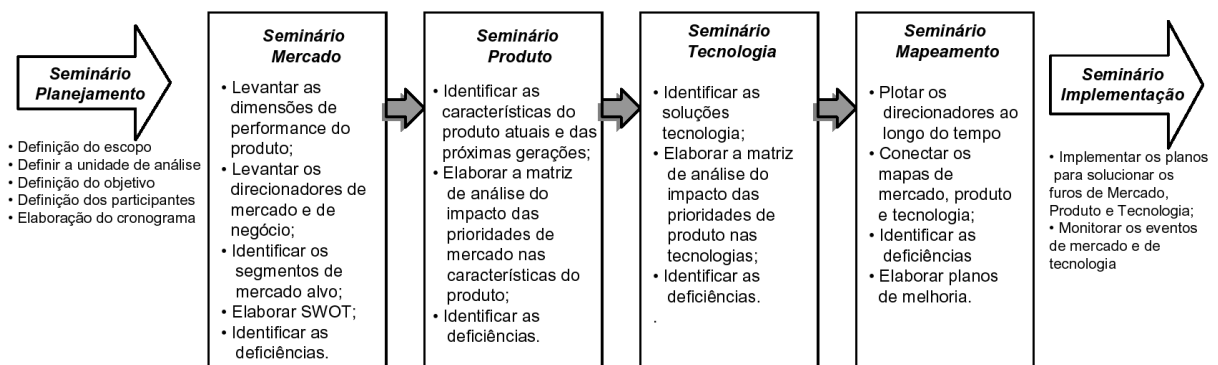 Seminário
Planejamento
• Definição do escopo
• Definir a unidade de análise
• Definição do objetivo
• Definição dos participantes
• Elaboração do cronograma
Seminário
Mercado
• Levantar as
dimensões de
performance do
produto;
• Levantar os
direcionadores de
mercado e de
negócio;
• Identificar os
segmentos de
mercado alvo;
• Elaborar SWOT;
• Identificar as
deficiências.
Seminário
Produto
• Identificar as
características do
produto atuais e das
próximas gerações;
• Elaborar a matriz
de análise do
impacto das
prioridades de
mercado nas
características do
produto;
• Identificar as
deficiências.
Seminário
Tecnologia
• Identificar as
soluções
tecnologia;
• Elaborar a matriz
de análise do
impacto das
prioridades de
produto nas
tecnologias;
• Identificar as
deficiências.
.
Seminário
Mapeamento
• Plotar os
direcionadores ao
longo do tempo
• Conectar os
mapas de
mercado, produto
e tecnologia;
• Identificar as
deficiências
• Elaborar planos
de melhoria.
Seminário
Implementação
• Implementar os planos
para solucionar os
furos de Mercado,
Produto e Tecnologia;
• Monitorar os eventos
de mercado e de
tecnologia